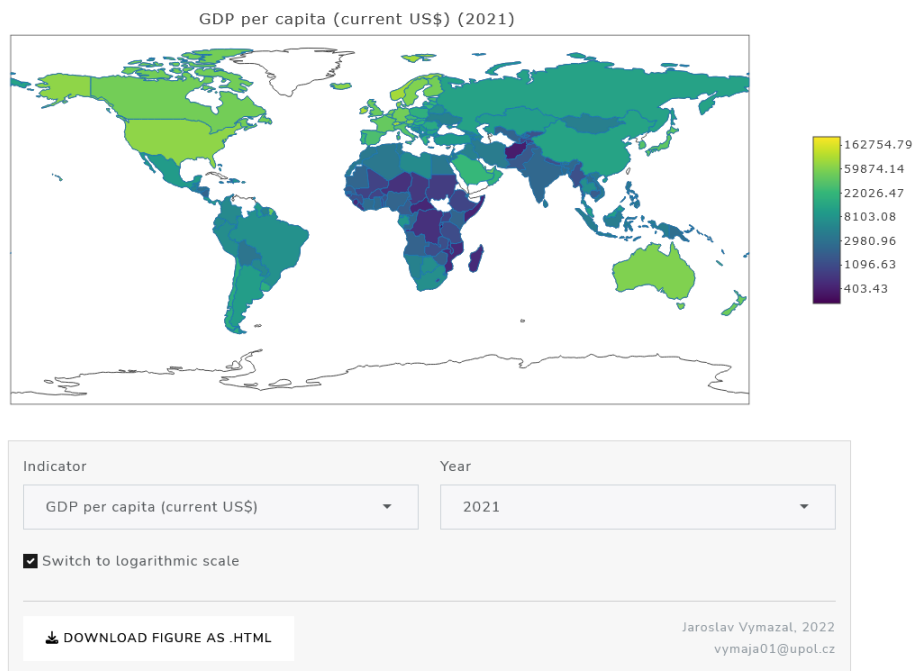 GDP per capita (current US$) (2021)
162754.79
59874.14
22026.47
8103.08
2980.96
1096.63
403.43
Indicator
Year
GDP per capita (current US$)
2021
Switch to logarithmic scale
DOWNLOAD FIGURE AS .HTML
Jaroslav Vymazal, 2022
vymaja01@upol.cz